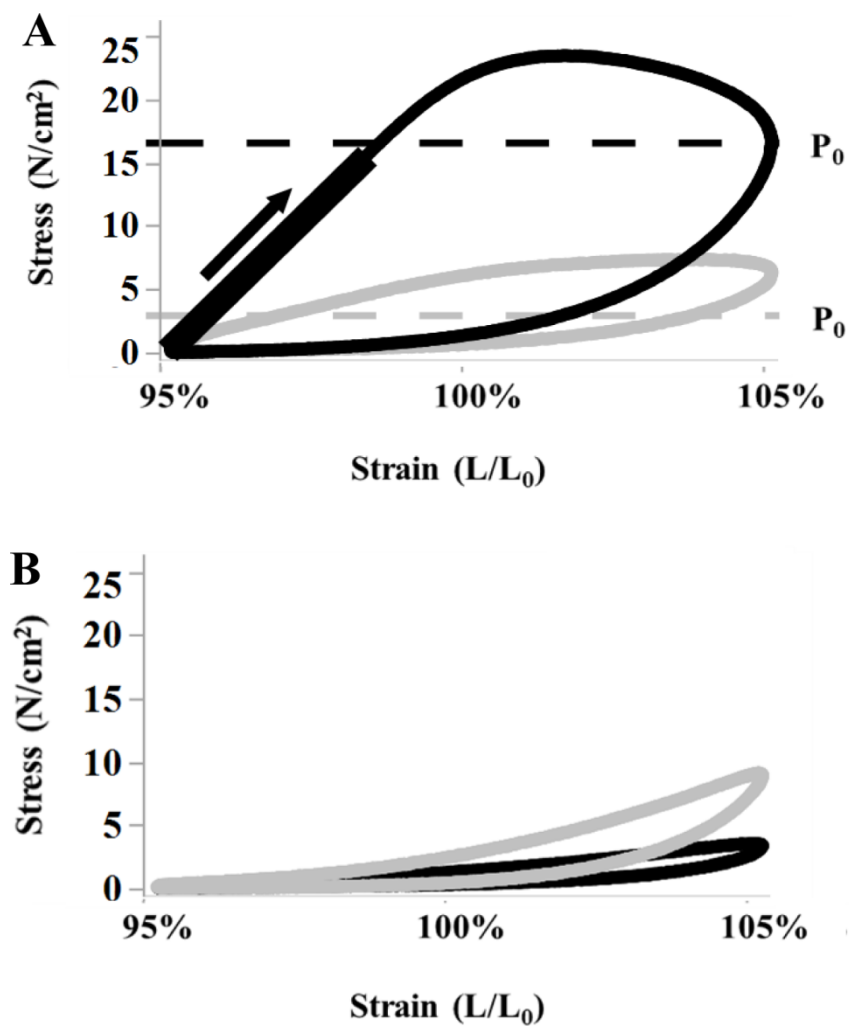 A
Stress (N/cm²)
25
20
15
10
5
0
P₀
P₀
95%
100%
105%
Strain (L/L₀)
B
Stress (N/cm²)
25
20
15
10
5
0
95%
100%
105%
Strain (L/L₀)